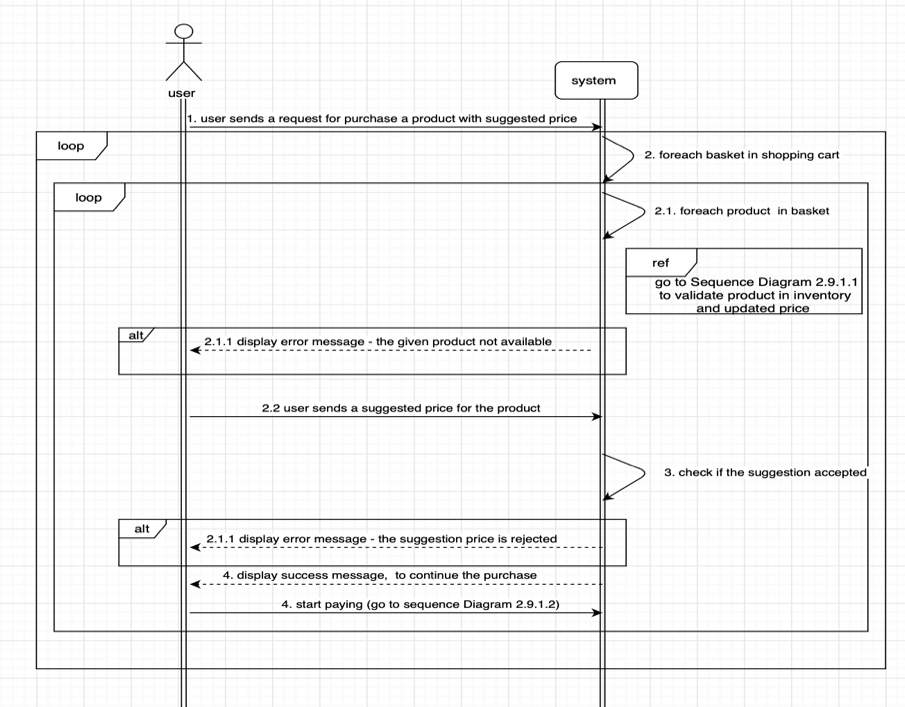 user
system
1. user sends a request for purchase a product with suggested price
loop
2. foreach basket in shopping cart
loop
2.1. foreach product in basket
ref
go to Sequence Diagram 2.9.1.1
to validate product in inventory
and updated price
alt
2.1.1 display error message - the given product not available
2.2 user sends a suggested price for the product
3. check if the suggestion accepted
alt
2.1.1 display error message - the suggestion price is rejected
4. display success message, to continue the purchase
4. start paying (go to sequence Diagram 2.9.1.2)